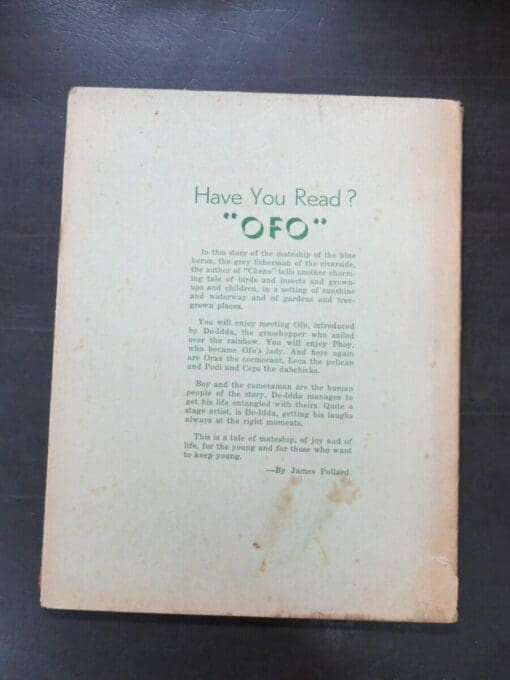 Have You Read ?
"OFO"
In this story of the mateship of the blue
heron, the grey fisherman of the riverside,
the author of "Chezo" tells another charm-
ing tale of birds and insects and grown-
ups and children, in a setting of sunshine
and waterway and of gardens and tree-
grown places.
You will enjoy meeting Ofo, introduced
by De-Idda, the grasshopper who sailed
over the rainbow. You will enjoy Phoy,
who became Ofo's lady. And here again
are Orax the cormorant, Leca the pelican
and Podi and Ceps the dabchicks.
Boy and the cameraman are the human
people of the story. De-Idda manages to
get his life entangled with theirs. Quite a
stage artist, is De-Idda, getting his laughs
always at the right moments.
This is a tale of mateship, of joy and of
life, for the young and for those who want
to keep young.
—By James Pollard.